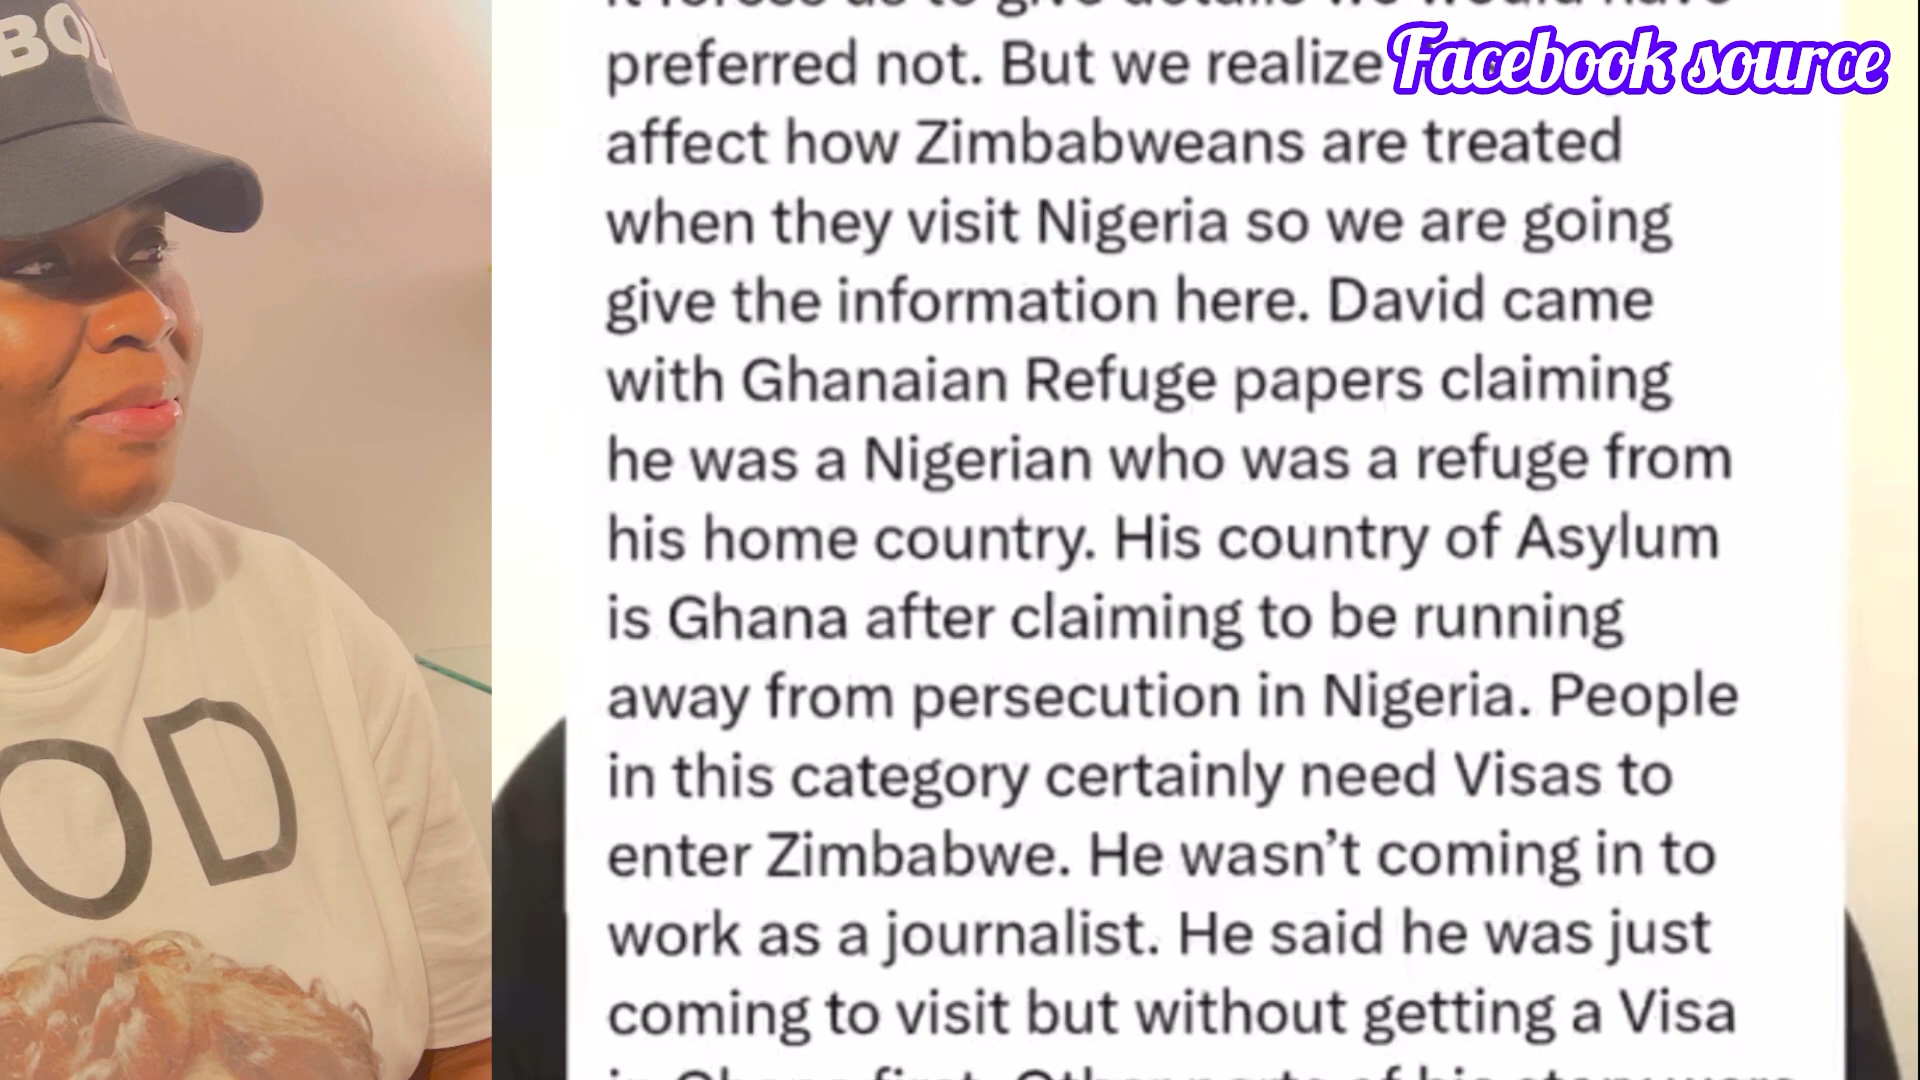 BO
OD
preferred not. But we realize
Facebook source
affect how Zimbabweans are treated
when they visit Nigeria so we are going
give the information here. David came
with Ghanaian Refuge papers claiming
he was a Nigerian who was a refuge from
his home country. His country of Asylum
is Ghana after claiming to be running
away from persecution in Nigeria. People
in this category certainly need Visas to
enter Zimbabwe. He wasn’t coming in to
work as a journalist. He said he was just
coming to visit but without getting a Visa